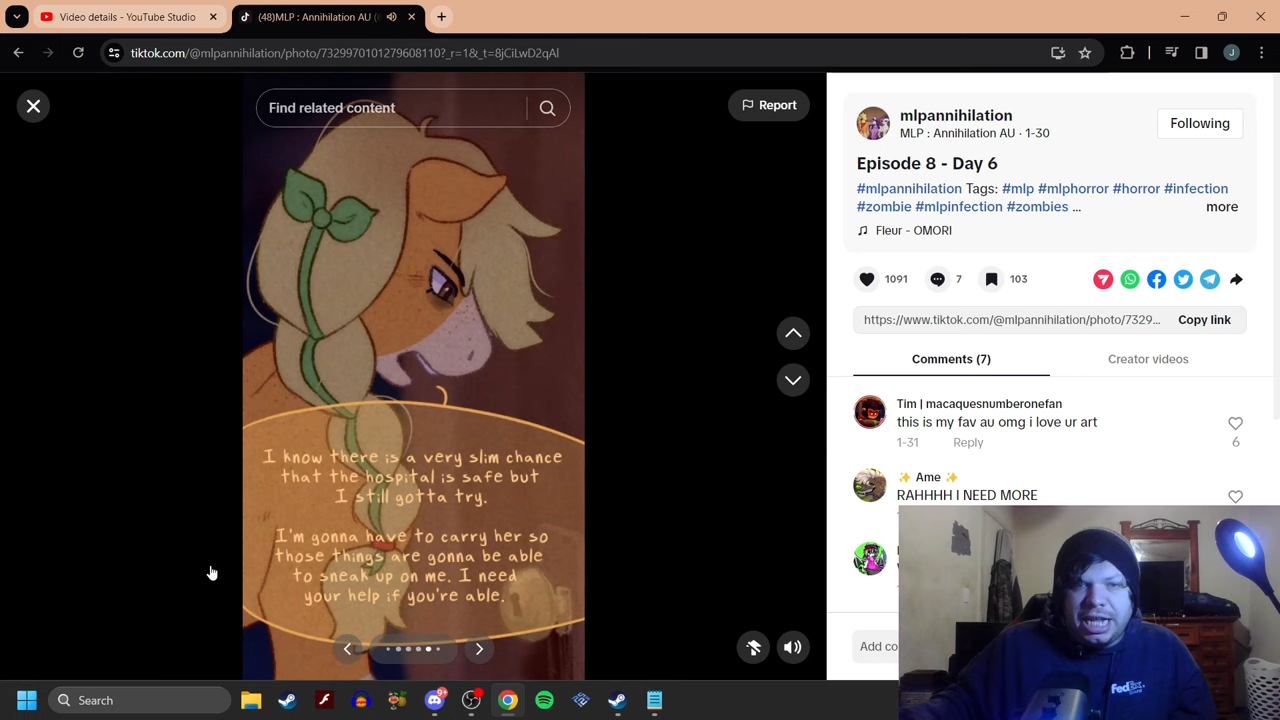 Video details - YouTube Studio
(48)MLP : Annihilation AU (
tiktok.com/@mlpannihilation/photo/7329970101279608110?_r=1&_t=8jCiLwD2qAl
J
Find related content
Report
I know there is a very slim chance
that the hospital is safe but
I still gotta try.
I'm gonna have to carry her so
those things are gonna be able
to sneak up on me. I need
your help if you're able.
mlpannihilation
MLP : Annihilation AU · 1-30
Following
Episode 8 - Day 6
#mlpannihilation Tags: #mlp #mlphorror #horror #infection
#zombie #mlpinfection #zombies ...
more
Fleur - OMORI
1091
7
103
https://www.tiktok.com/@mlpannihilation/photo/7329...
Copy link
Comments (7)
Creator videos
Tim | macaquesnumberonefan
this is my fav au omg i love ur art
1-31
Reply
6
✨ Ame ✨
RAHHHH I NEED MORE
Add co
FedEx
Search